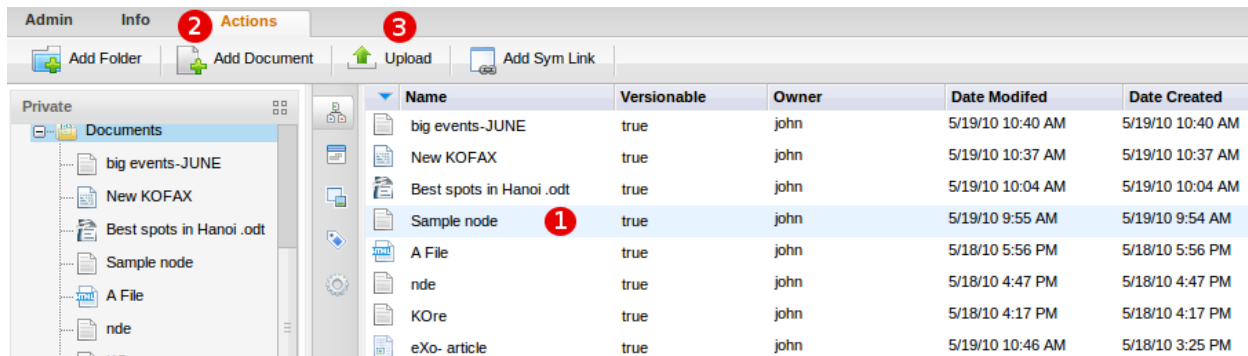 Admin Info 2 Actions 3
Add Folder Add Document Upload Add Sym Link
Private
Documents
big events-JUNE
New KOFAX
Best spots in Hanoi .odt
Sample node
A File
nde
Name Versionable Owner Date Modifed Date Created
big events-JUNE true john 5/19/10 10:40 AM 5/19/10 10:40 AM
New KOFAX true john 5/19/10 10:37 AM 5/19/10 10:37 AM
Best spots in Hanoi .odt true john 5/19/10 10:04 AM 5/19/10 10:04 AM
Sample node 1 true john 5/19/10 9:55 AM 5/19/10 9:54 AM
A File true john 5/18/10 5:56 PM 5/18/10 5:56 PM
nde true john 5/18/10 4:47 PM 5/18/10 4:47 PM
KOre true john 5/18/10 4:17 PM 5/18/10 4:17 PM
eXo- article true john 5/19/10 10:46 AM 5/18/10 3:25 PM